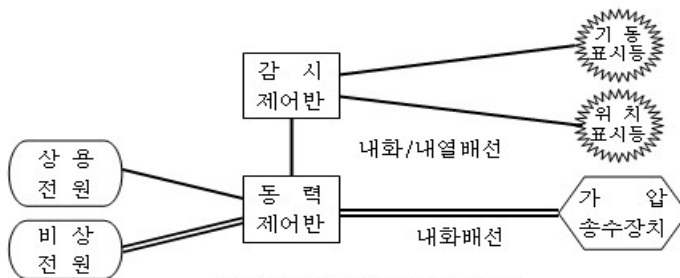 기 동
표시등
감 시
제어반
위 치
표시등
내화/내열배선
상 용
전 원
동 력
제어반
가 압
송수장치
내화배선
비 상
전 원